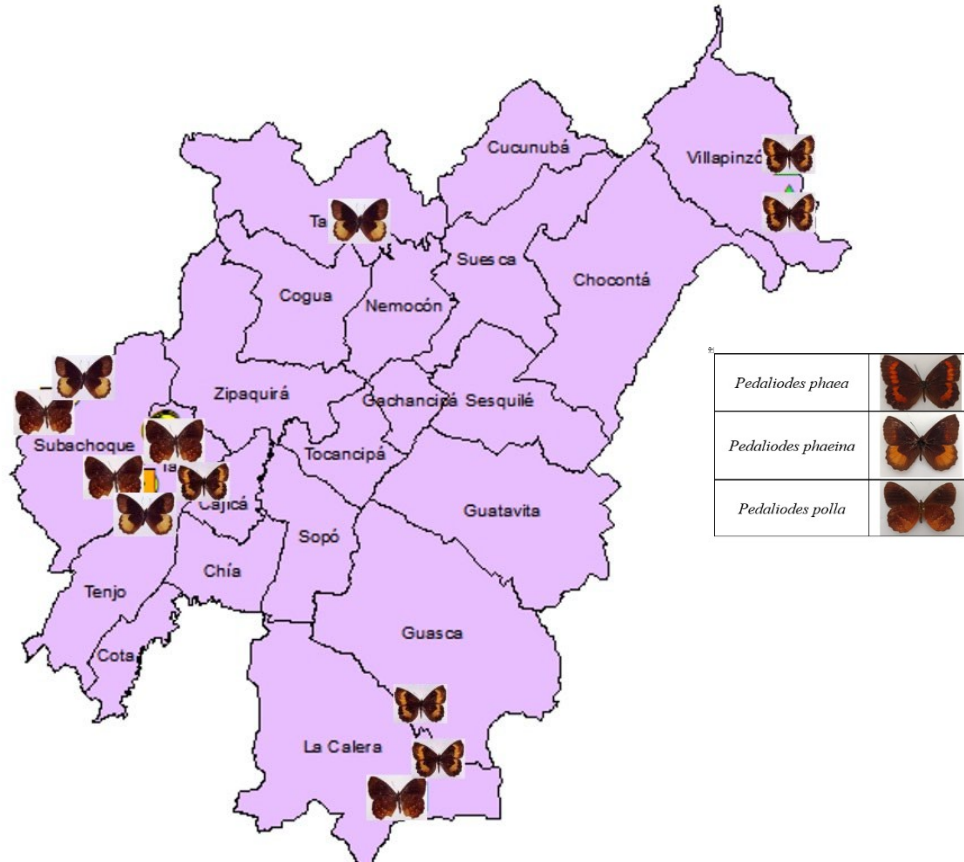 Cucunubá
Villapinzó
Ta
Suesca
Chocontá
Cogua
Nemocón
Zipaquirá
Gachancipá
Sesquilé
Subachoque
Tocancipá
Ta
Cajicá
Guatavita
Sopó
Chía
Tenjo
Guasca
Cota
La Calera
Pedaliodes phaea
Pedaliodes phaeina
Pedaliodes polla